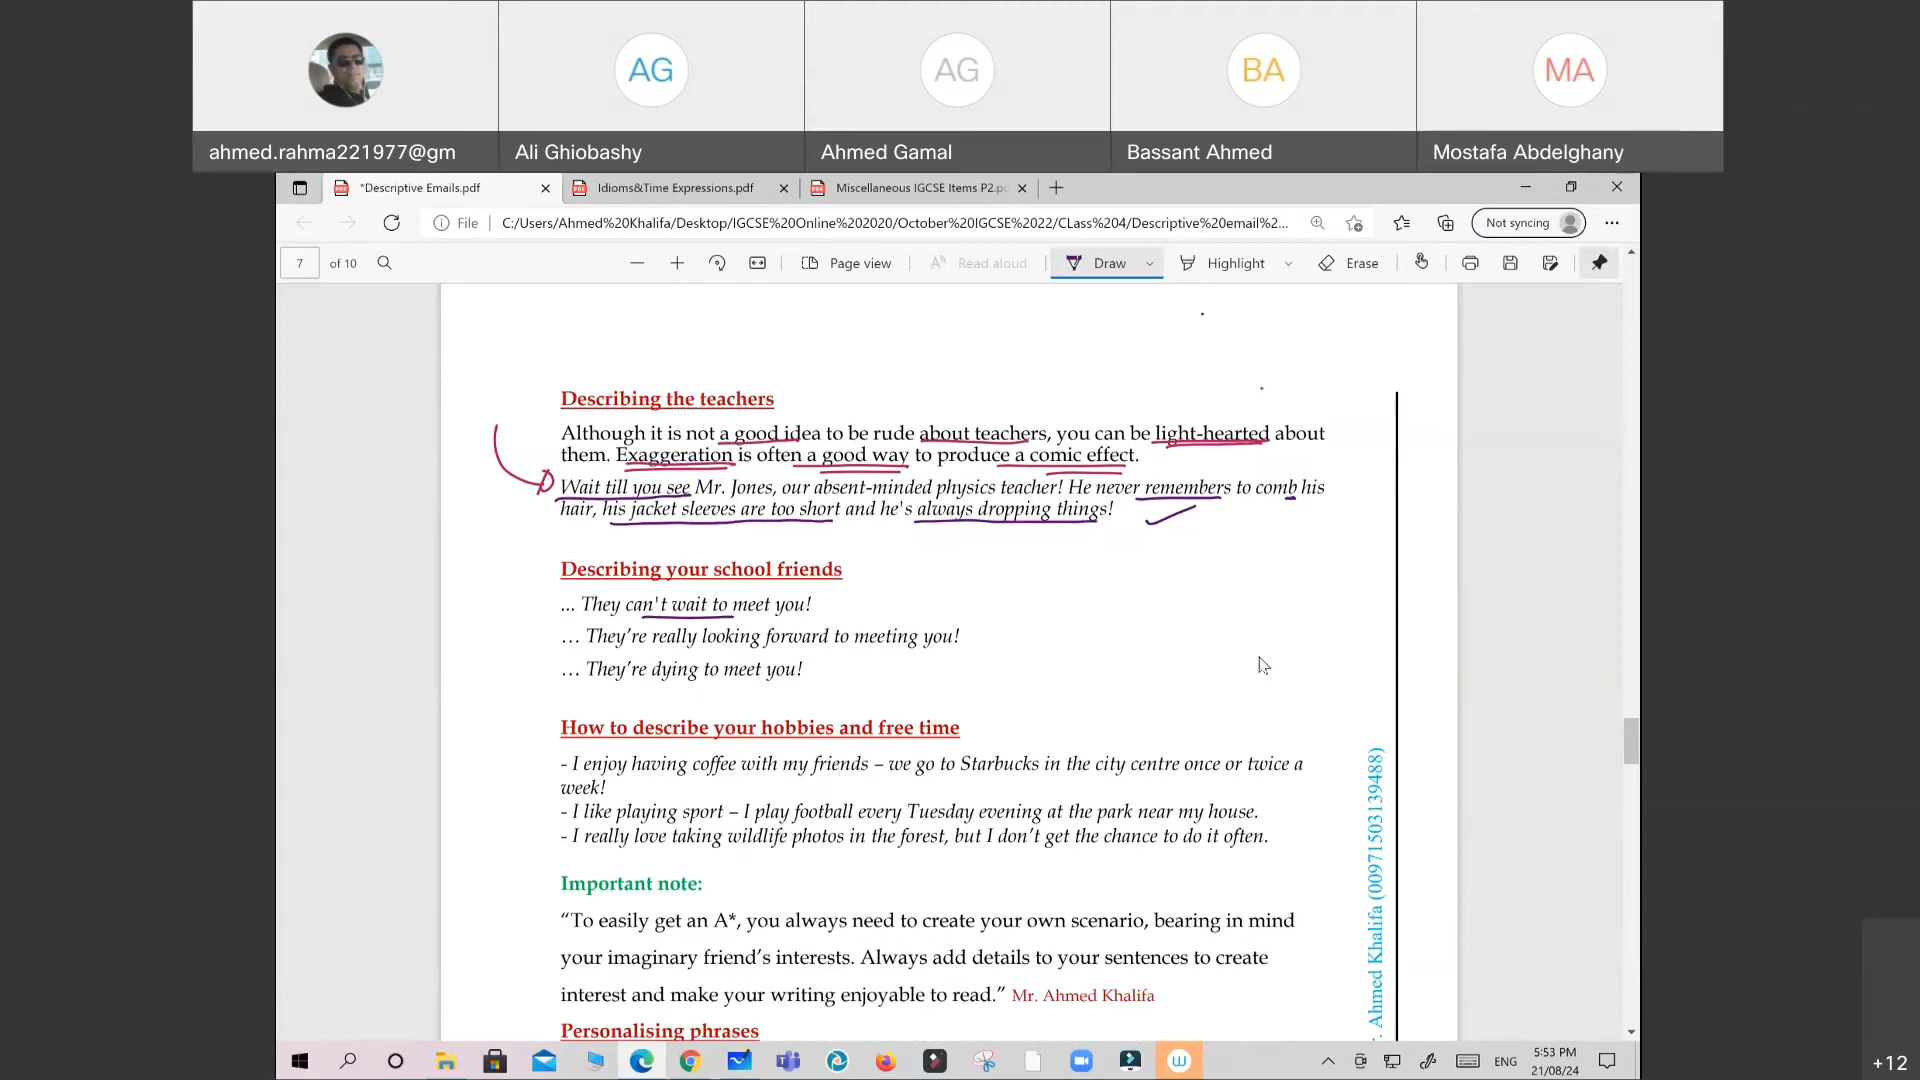 AG
AG
BA
MA
ahmed.rahma221977@gm
Ali Ghiobashy
Ahmed Gamal
Bassant Ahmed
Mostafa Abdelghany
*Descriptive Emails.pdf
Idioms&Time Expressions.pdf
Miscellaneous IGCSE Items P2.p
File
C:/Users/Ahmed%20Khalifa/Desktop/IGCSE%20Online%202020/October%20IGCSE%2022/CLass%204/Descriptive%20email%2...
Not syncing
7 of 10
Page view
Read aloud
Draw
Highlight
Erase
Describing the teachers
Although it is not a good idea to be rude about teachers, you can be light-hearted about
them. Exaggeration is often a good way to produce a comic effect.
Wait till you see Mr. Jones, our absent-minded physics teacher! He never remembers to comb his
hair, his jacket sleeves are too short and he's always dropping things!
Describing your school friends
... They can't wait to meet you!
… They’re really looking forward to meeting you!
… They’re dying to meet you!
How to describe your hobbies and free time
- I enjoy having coffee with my friends – we go to Starbucks in the city centre once or twice a
week!
- I like playing sport – I play football every Tuesday evening at the park near my house.
- I really love taking wildlife photos in the forest, but I don’t get the chance to do it often.
Important note:
“To easily get an A*, you always need to create your own scenario, bearing in mind
your imaginary friend’s interests. Always add details to your sentences to create
interest and make your writing enjoyable to read.” Mr. Ahmed Khalifa
Personalising phrases
. Ahmed Khalifa (00971503139488)
ENG
5:53 PM
21/08/24
+12